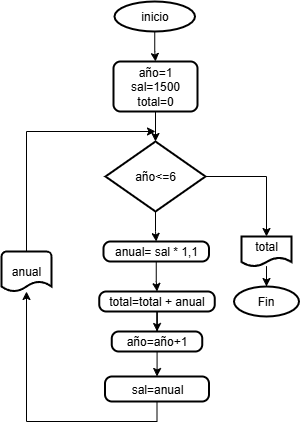 inicio
año=1
sal=1500
total=0
año<=6
anual= sal * 1,1
total
anual
total=total + anual
Fin
año=año+1
sal=anual